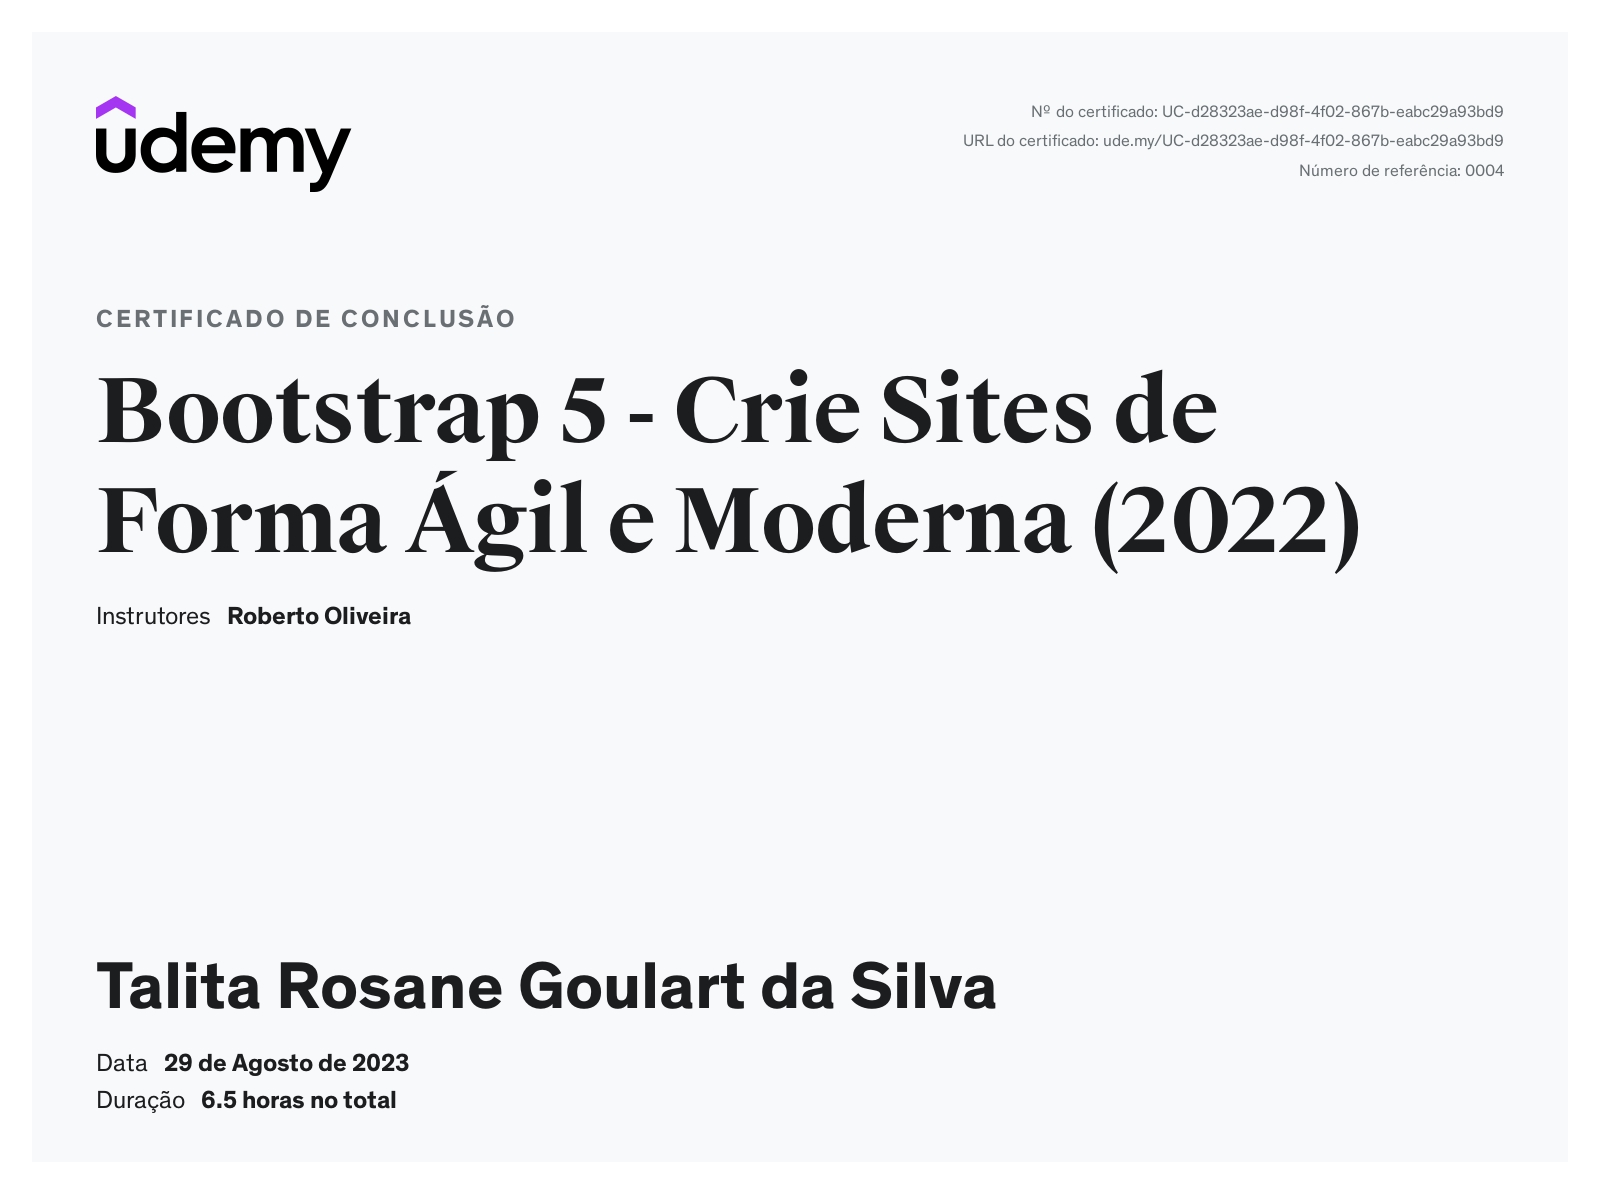 udemy
Nº do certificado: UC-d28323ae-d98f-4f02-867b-eabc29a93bd9
URL do certificado: ude.my/UC-d28323ae-d98f-4f02-867b-eabc29a93bd9
Número de referência: 0004
CERTIFICADO DE CONCLUSÃO
Bootstrap 5 - Crie Sites de
Forma Ágil e Moderna (2022)
Instrutores Roberto Oliveira
Talita Rosane Goulart da Silva
Data 29 de Agosto de 2023
Duração 6.5 horas no total